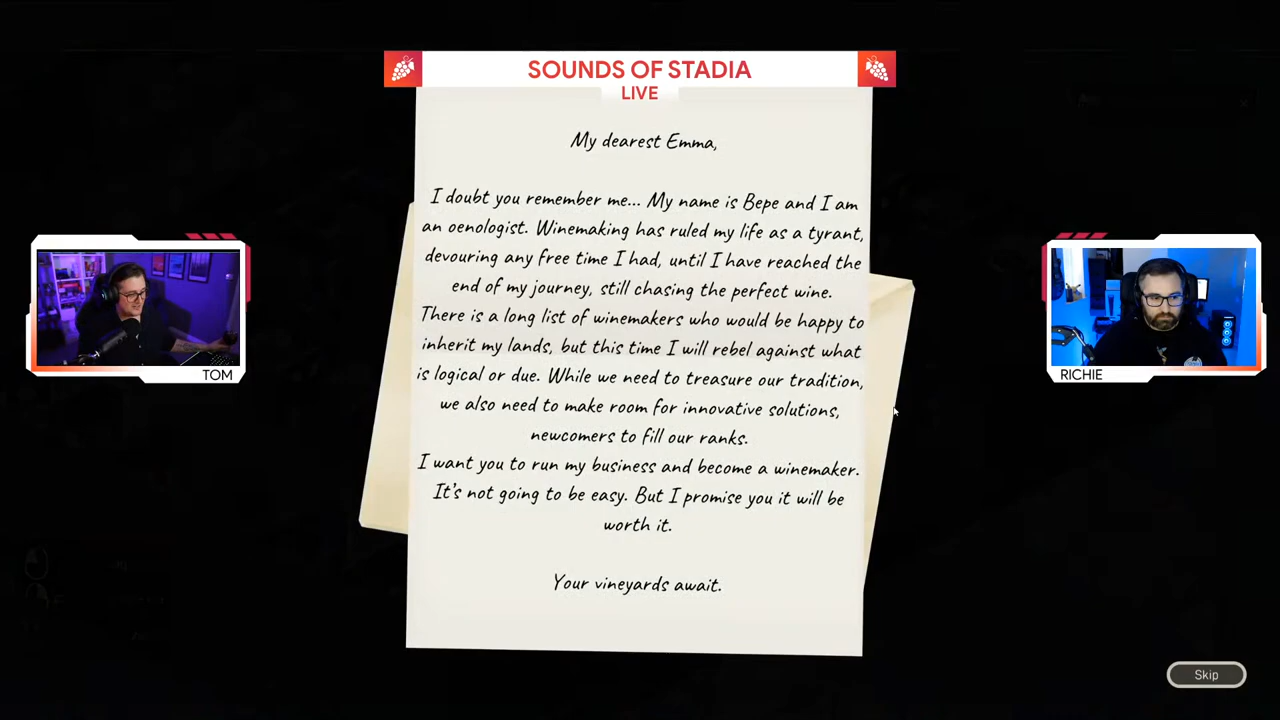 SOUNDS OF STADIA
LIVE
My dearest Emma,
I doubt you remember me... My name is Bepe and I am
an oenologist. Winemaking has ruled my life as a tyrant,
devouring any free time I had, until I have reached the
end of my journey, still chasing the perfect wine.
There is a long list of winemakers who would be happy to
inherit my lands, but this time I will rebel against what
is logical or due. While we need to treasure our tradition,
we also need to make room for innovative solutions,
newcomers to fill our ranks.
I want you to run my business and become a winemaker.
It's not going to be easy. But I promise you it will be
worth it.
Your vineyards await.
TOM
RICHIE
Skip